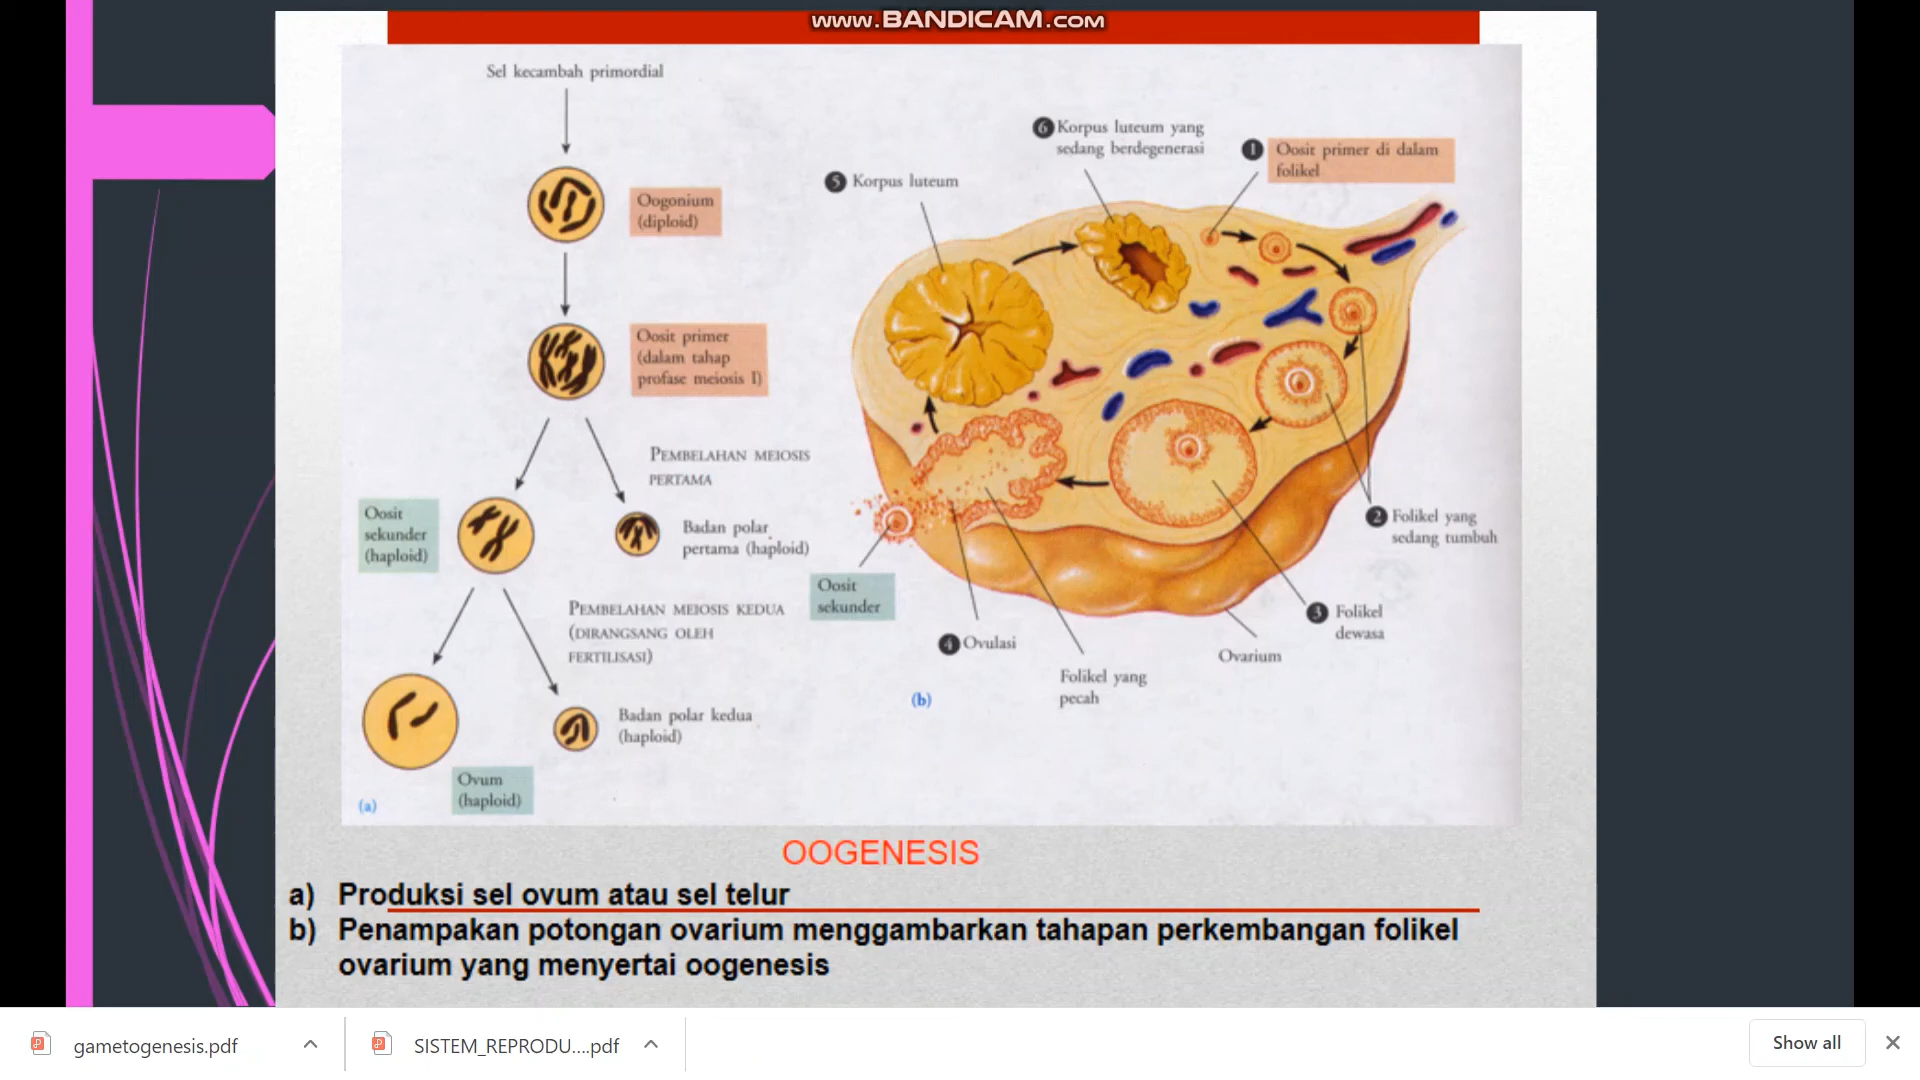 www.BANDICAM.com
Sel kecambah primordial
Oogonium
(diploid)
Oosit primer
(dalam tahap
profase meiosis I)
PEMBELAHAN MEIOSIS
PERTAMA
Oosit
sekunder
(haploid)
Badan polar
pertama (haploid)
PEMBELAHAN MEIOSIS KEDUA
(DIRANGSANG OLEH
FERTILISASI)
Badan polar kedua
(haploid)
Ovum
(haploid)
(a)
6 Korpus luteum yang
sedang berdegenerasi
1 Oosit primer di dalam
folikel
5 Korpus luteum
2 Folikel yang
sedang tumbuh
Oosit
sekunder
3 Folikel
dewasa
4 Ovulasi
Ovarium
Folikel yang
pecah
(b)
OOGENESIS
a) Produksi sel ovum atau sel telur
b) Penampakan potongan ovarium menggambarkan tahapan perkembangan folikel
ovarium yang menyertai oogenesis
gametogenesis.pdf
SISTEM_REPRODU....pdf
Show all